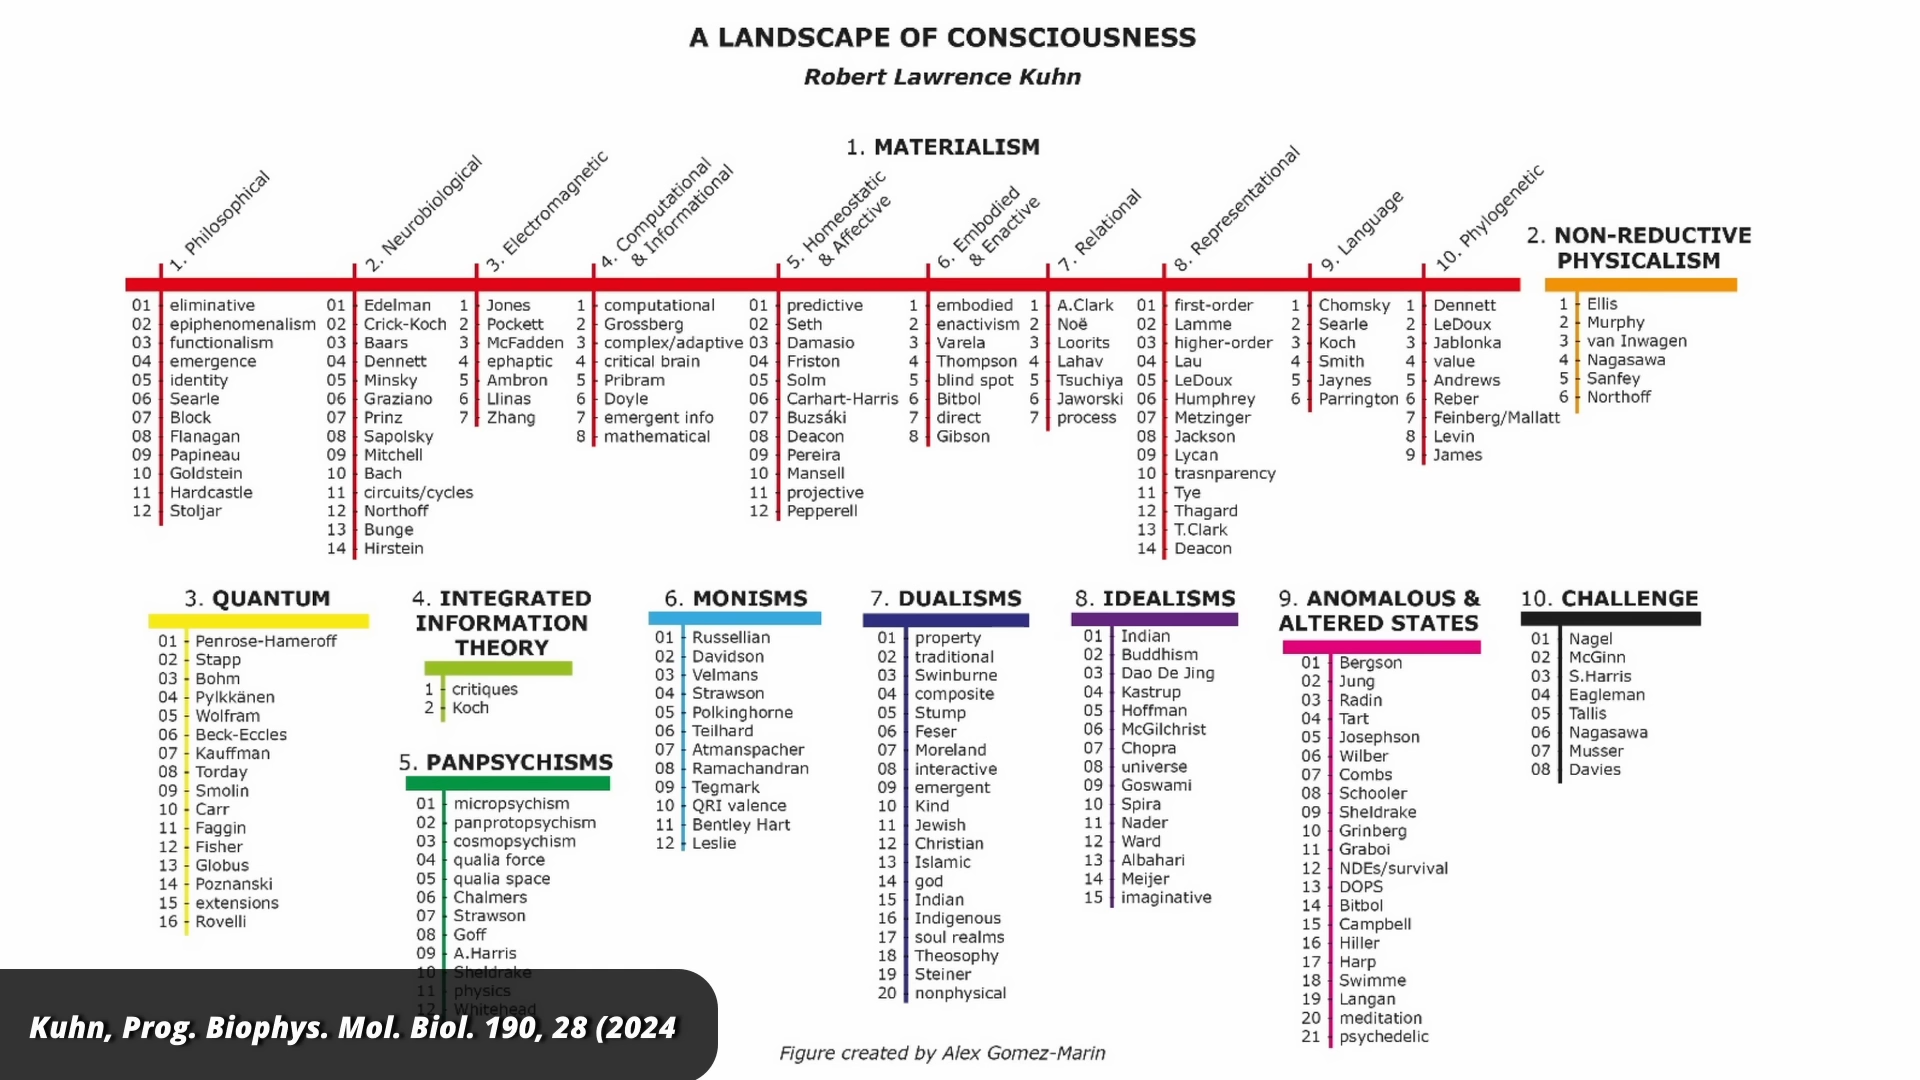 A LANDSCAPE OF CONSCIOUSNESS
Robert Lawrence Kuhn
1. MATERIALISM
1. Philosophical
01 eliminative
02 epiphenomenalism
03 functionalism
04 emergence
05 identity
06 Searle
07 Block
08 Flanagan
09 Papineau
10 Goldstein
11 Hardcastle
12 Stoljar
2. Neurobiological
01 Edelman
02 Crick-Koch
03 Baars
04 Dennett
05 Minsky
06 Graziano
07 Prinz
08 Sapolsky
09 Mitchell
10 Bach
11 circuits/cycles
12 Northoff
13 Bunge
14 Hirstein
3. Electromagnetic
1 Jones
2 Pockett
3 McFadden
4 ephaptic
5 Ambron
6 Llinas
7 Zhang
4. Computational
& Informational
1 computational
2 Grossberg
3 complex/adaptive
4 critical brain
5 Pribram
6 Doyle
7 emergent info
8 mathematical
5. Homeostatic
& Affective
01 predictive
02 Seth
03 Damasio
04 Friston
05 Solm
06 Carhart-Harris
07 Buzsáki
08 Deacon
09 Pereira
10 Mansell
11 projective
12 Pepperell
6. Embodied
& Enactive
1 embodied
2 enactivism
3 Varela
4 Thompson
5 blind spot
6 Bitbol
7 direct
8 Gibson
7. Relational
1 A.Clark
2 Noë
3 Loorits
4 Lahav
5 Tsuchiya
6 Jaworski
7 process
8. Representational
01 first-order
02 Lamme
03 higher-order
04 Lau
05 LeDoux
06 Humphrey
07 Metzinger
08 Jackson
09 Lycan
10 trasnparency
11 Tye
12 Thagard
13 T.Clark
14 Deacon
9. Language
1 Chomsky
2 Searle
3 Koch
4 Smith
5 Jaynes
6 Parrington
10. Phylogenetic
1 Dennett
2 LeDoux
3 Jablonka
4 value
5 Andrews
6 Reber
7 Feinberg/Mallatt
8 Levin
9 James
2. NON-REDUCTIVE
PHYSICALISM
1 Ellis
2 Murphy
3 van Inwagen
4 Nagasawa
5 Sanfey
6 Northoff
3. QUANTUM
01 Penrose-Hameroff
02 Stapp
03 Bohm
04 Pylkkänen
05 Wolfram
06 Beck-Eccles
07 Kauffman
08 Torday
09 Smolin
10 Carr
11 Faggin
12 Fisher
13 Globus
14 Poznanski
15 extensions
16 Rovelli
4. INTEGRATED
INFORMATION
THEORY
1 critiques
2 Koch
5. PANPSYCHISMS
01 micropsychism
02 panprotopsychism
03 cosmopsychism
04 qualia force
05 qualia space
06 Chalmers
07 Strawson
08 Goff
09 A.Harris
10 Sheldrake
11 physics
12 Whitehead
6. MONISMS
01 Russellian
02 Davidson
03 Velmans
04 Strawson
05 Polkinghorne
06 Teilhard
07 Atmanspacher
08 Ramachandran
09 Tegmark
10 QRI valence
11 Bentley Hart
12 Leslie
7. DUALISMS
01 property
02 traditional
03 Swinburne
04 composite
05 Stump
06 Feser
07 Moreland
08 interactive
09 emergent
10 Kind
11 Jewish
12 Christian
13 Islamic
14 god
15 Indian
16 Indigenous
17 soul realms
18 Theosophy
19 Steiner
20 nonphysical
8. IDEALISMS
01 Indian
02 Buddhism
03 Dao De Jing
04 Kastrup
05 Hoffman
06 McGilchrist
07 Chopra
08 universe
09 Goswami
10 Spira
11 Nader
12 Ward
13 Albahari
14 Meijer
15 imaginative
9. ANOMALOUS &
ALTERED STATES
01 Bergson
02 Jung
03 Radin
04 Tart
05 Josephson
06 Wilber
07 Combs
08 Schooler
09 Sheldrake
10 Grinberg
11 Graboi
12 NDEs/survival
13 DOPS
14 Bitbol
15 Campbell
16 Hiller
17 Harp
18 Swimme
19 Langan
20 meditation
21 psychedelic
10. CHALLENGE
01 Nagel
02 McGinn
03 S.Harris
04 Eagleman
05 Tallis
06 Nagasawa
07 Musser
08 Davies
Kuhn, Prog. Biophys. Mol. Biol. 190, 28 (2024
Figure created by Alex Gomez-Marin